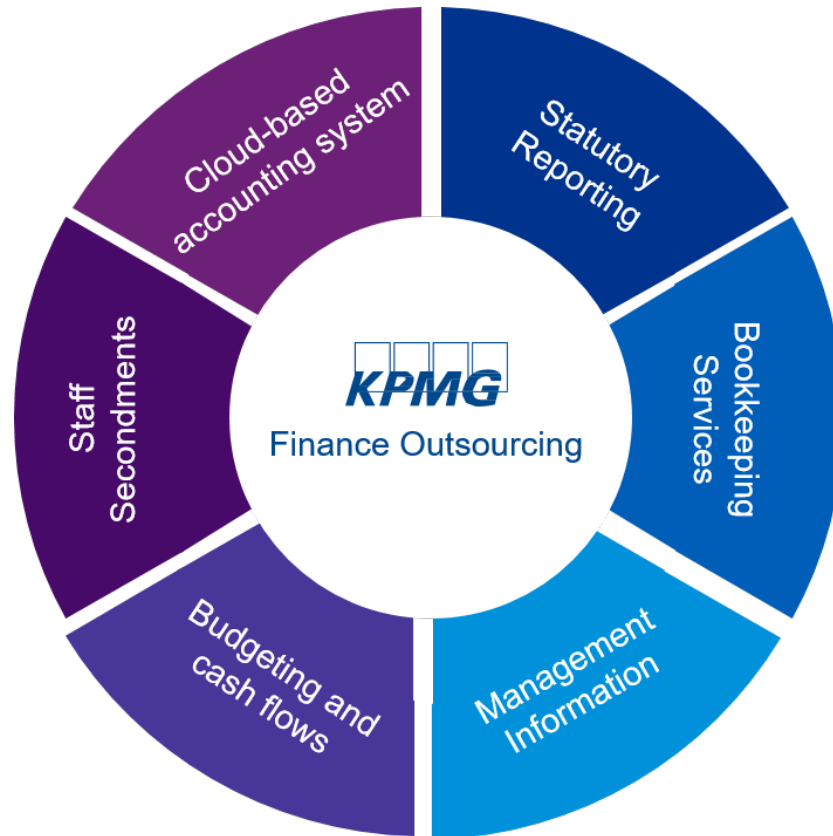 Cloud-based
accounting system
Statutory
Reporting
Bookkeeping
Services
Management
Information
Budgeting and
cash flows
Staff
Secondments
KPMG
Finance Outsourcing